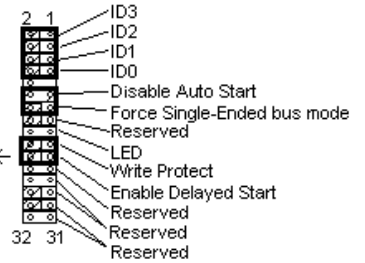 2 1
ID3
ID2
ID1
ID0
Disable Auto Start
Force Single-Ended bus mode
Reserved
LED
Write Protect
Enable Delayed Start
Reserved
Reserved
Reserved
32 31